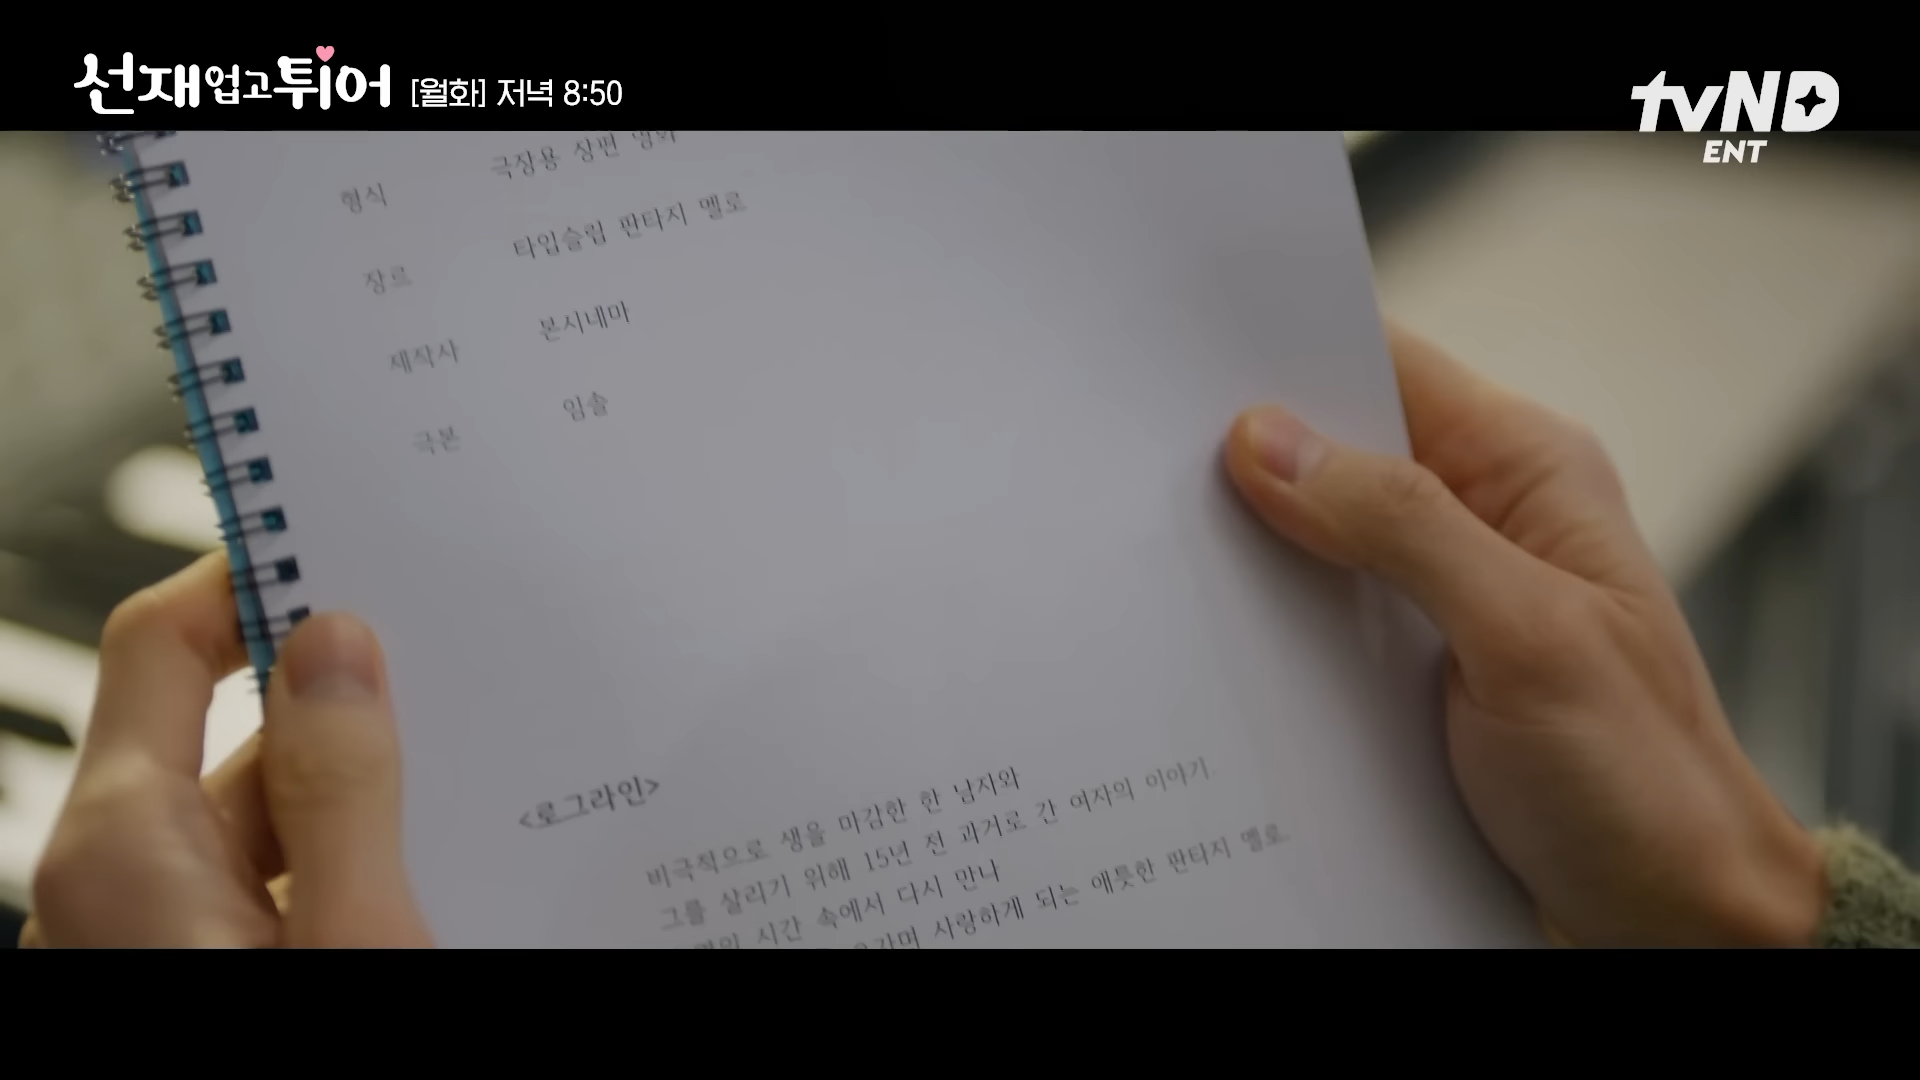 선재업고튀어 [월화] 저녁 8:50
tvND
ENT
형식 극장용 장편 영화
장르 타임슬립 판타지 멜로
제작사 본시네마
극본 임솔
<로그라인>
비극적으로 생을 마감한 한 남자와
그를 살리기 위해 15년 전 과거로 간 여자의 이야기.
시간 속에서 다시 만나
사랑하게 되는 애틋한 판타지 멜로.